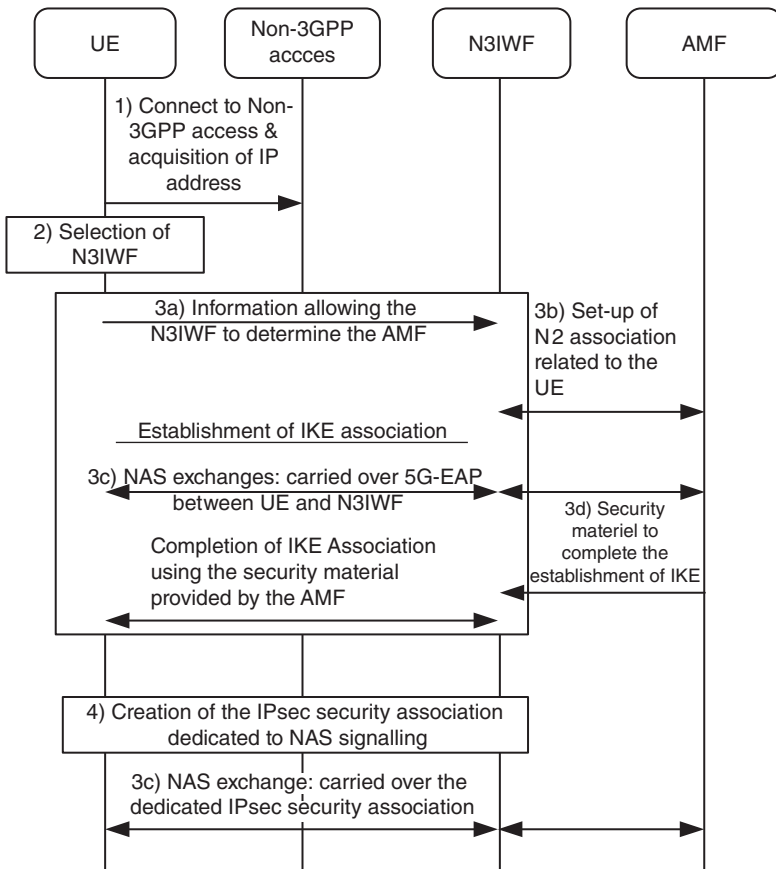 UE
Non-3GPP
accces
N3IWF
AMF
1) Connect to Non-
3GPP access &
acquisition of IP
address
2) Selection of
N3IWF
3a) Information allowing the
N3IWF to determine the AMF
3b) Set-up of
N2 association
related to the
UE
Establishment of IKE association
3c) NAS exchanges: carried over 5G-EAP
between UE and N3IWF
3d) Security
materiel to
complete the
establishment of IKE
Completion of IKE Association
using the security material
provided by the AMF
4) Creation of the IPsec security association
dedicated to NAS signalling
3c) NAS exchange: carried over the
dedicated IPsec security association